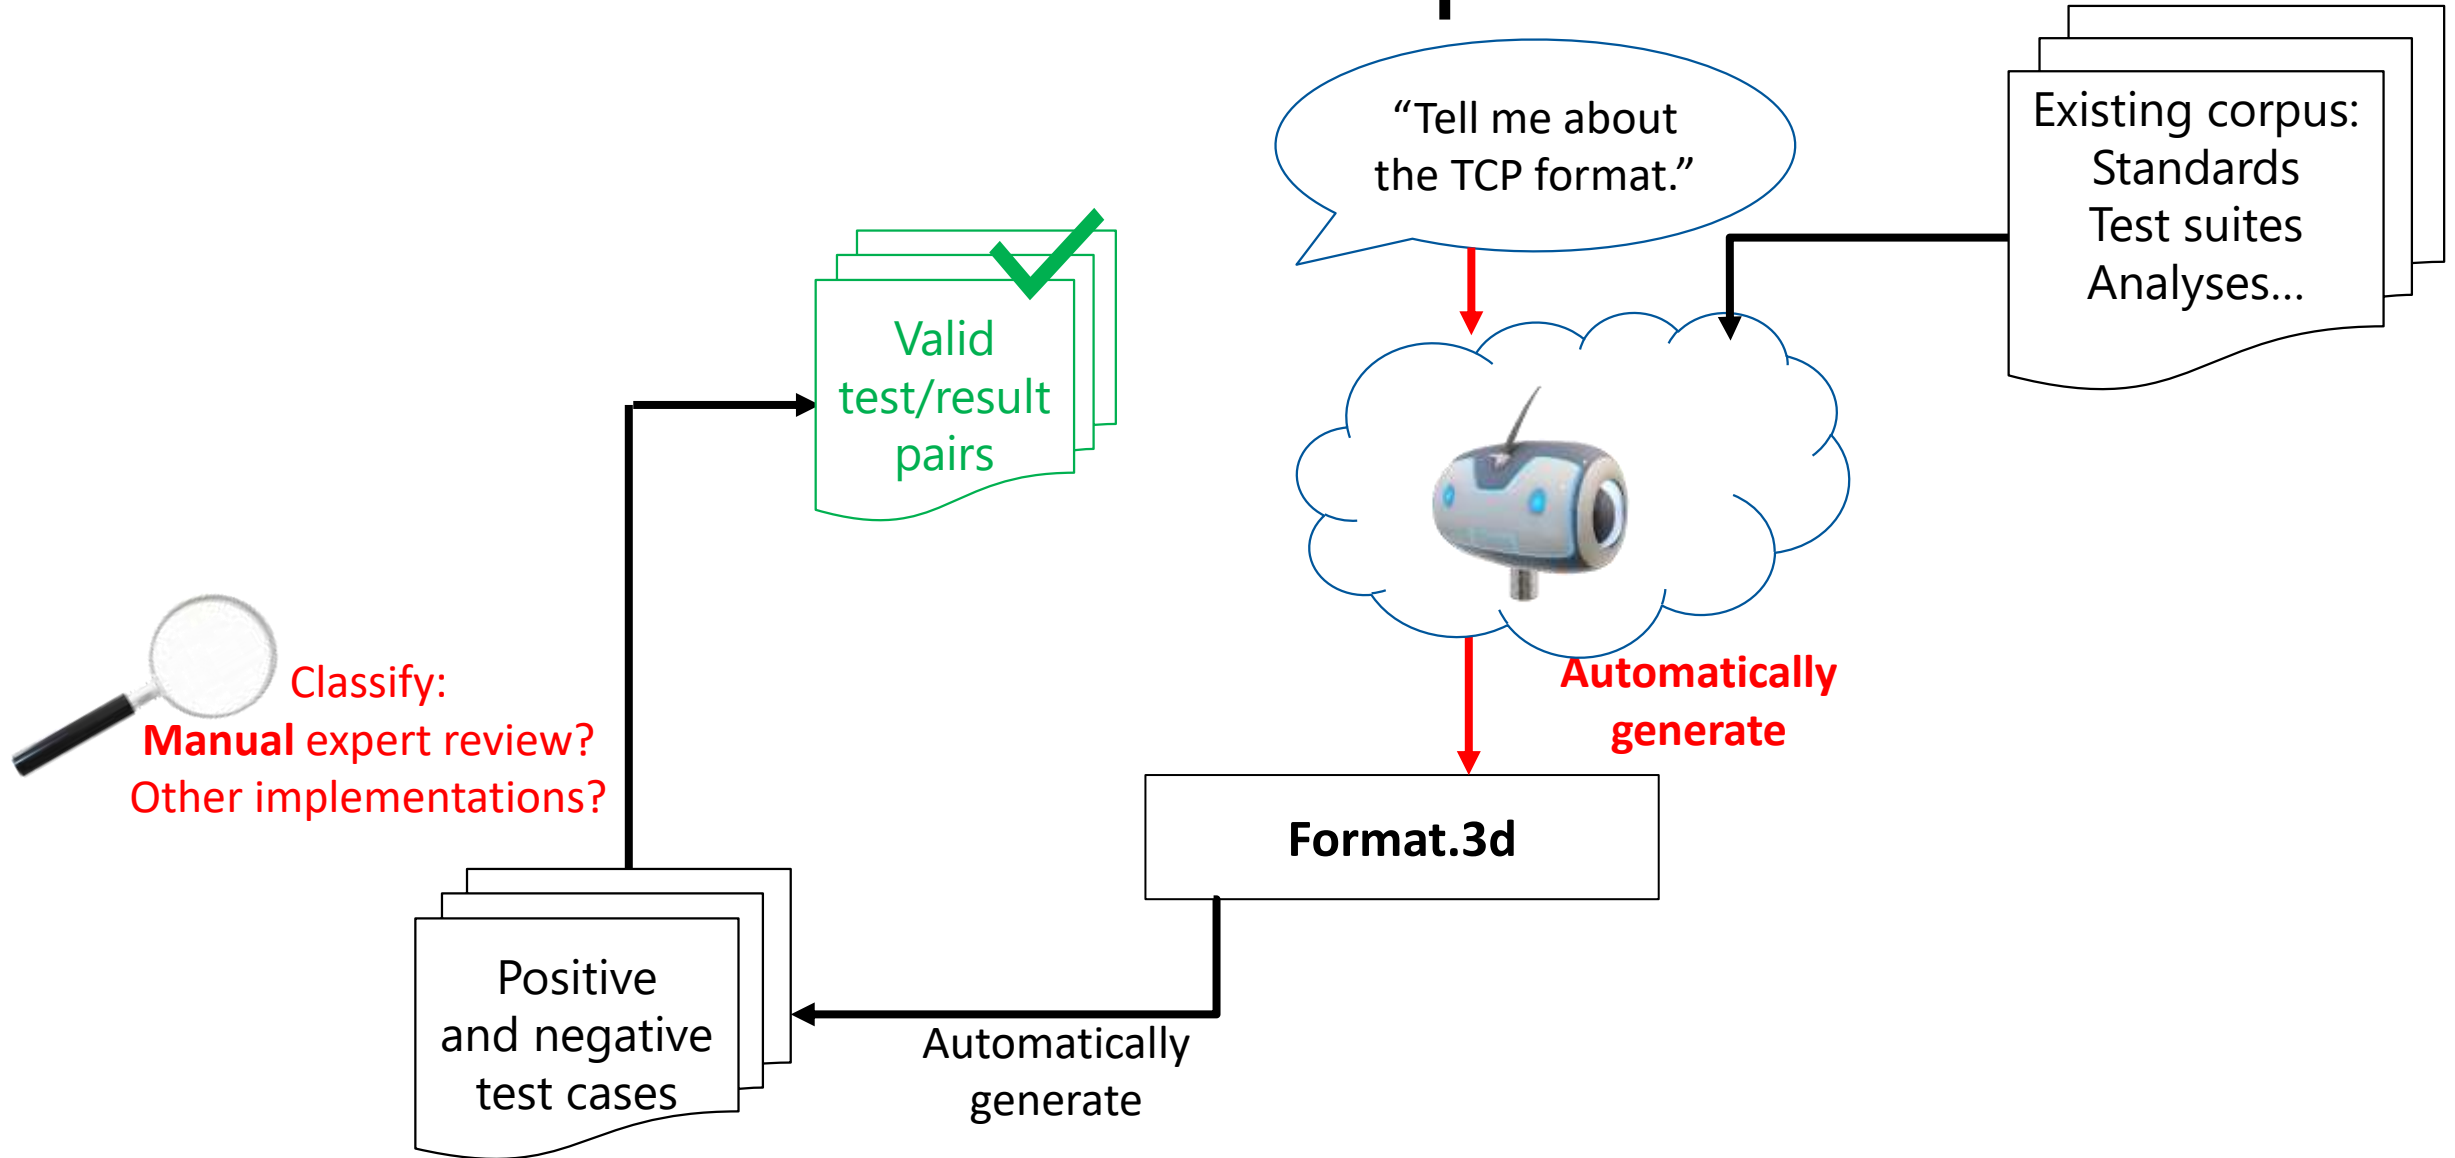 “Tell me about
the TCP format.”
Existing corpus:
Standards
Test suites
Analyses...
Valid
test/result
pairs
Classify:
Manual expert review?
Other implementations?
Automatically
generate
Format.3d
Positive
and negative
test cases
Automatically
generate